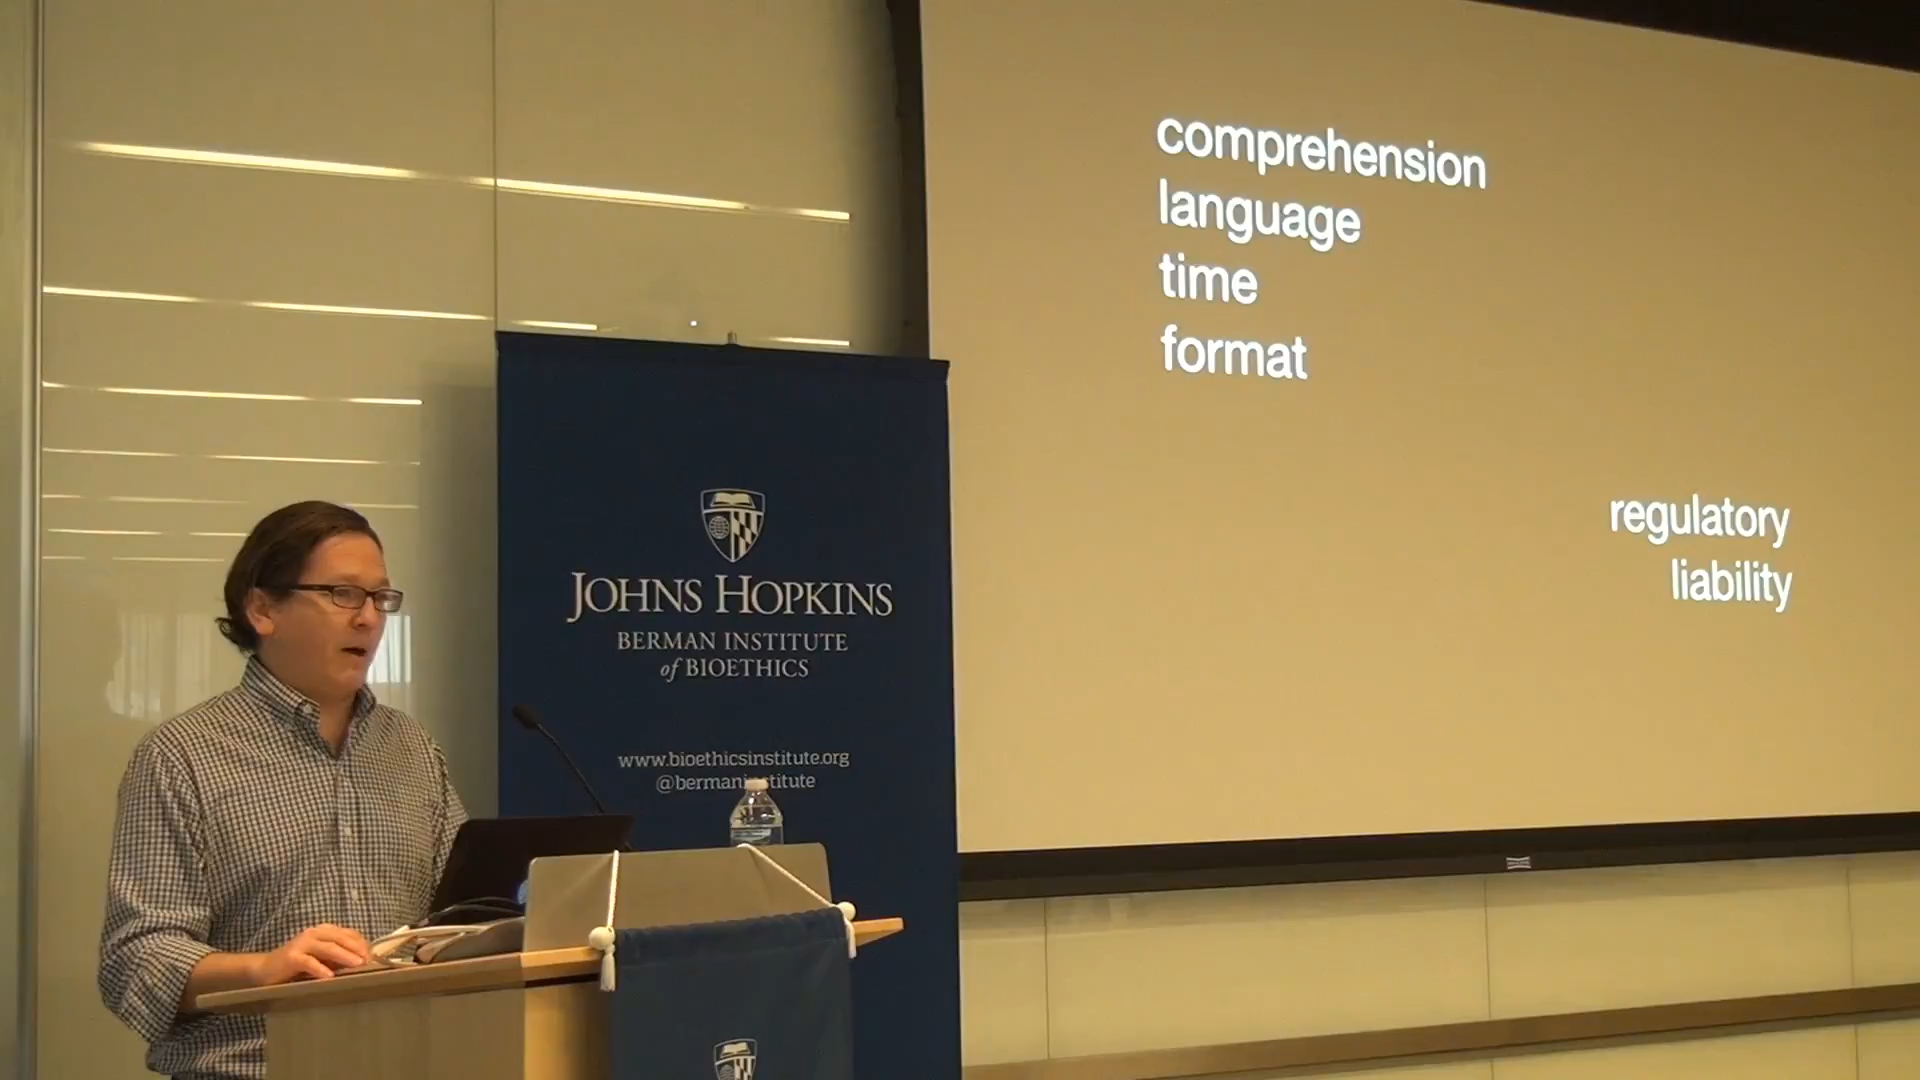 comprehension
language
time
format
regulatory
liability
JOHNS HOPKINS
BERMAN INSTITUTE
of BIOETHICS
www.bioethicsinstitute.org